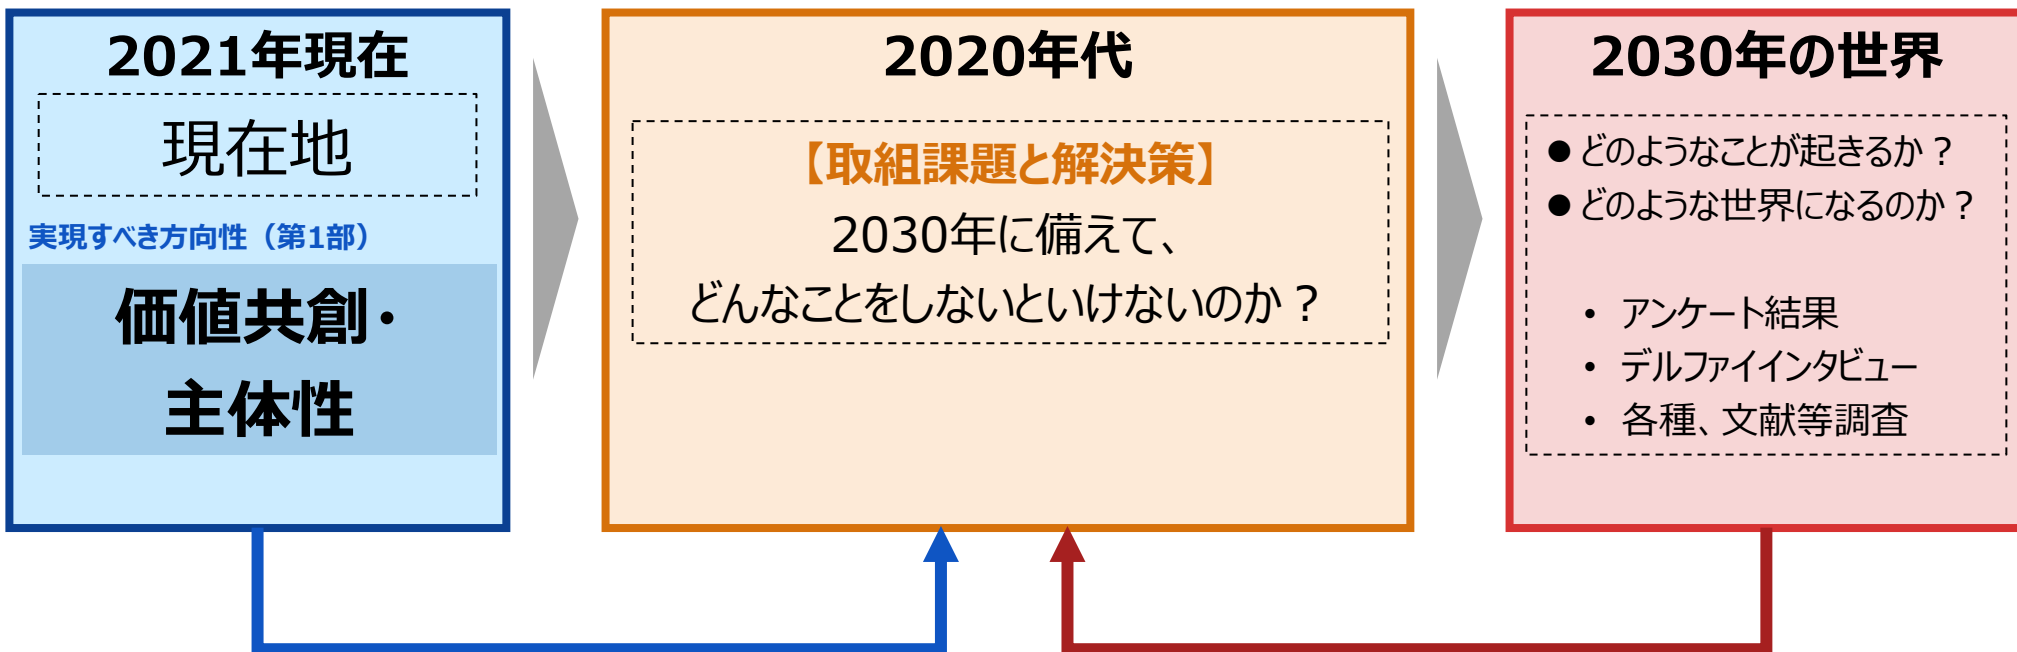 2021年現在
現在地
実現すべき方向性（第1部）
価値共創・
主体性
2020年代
【取組課題と解決策】
2030年に備えて、
どんなことをしないといけないのか？
2030年の世界
● どのようなことが起きるか？
● どのような世界になるのか？
• アンケート結果
• デルファイインタビュー
• 各種、文献等調査